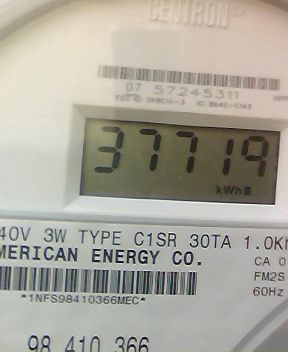 CENTRON®
07 57245311
37719
kWh
40V 3W TYPE C1SR 30TA 1.0K
MERICAN ENERGY CO.
CA 0
FM2S
60Hz
*1NFS98410366MEC*
98 410 366